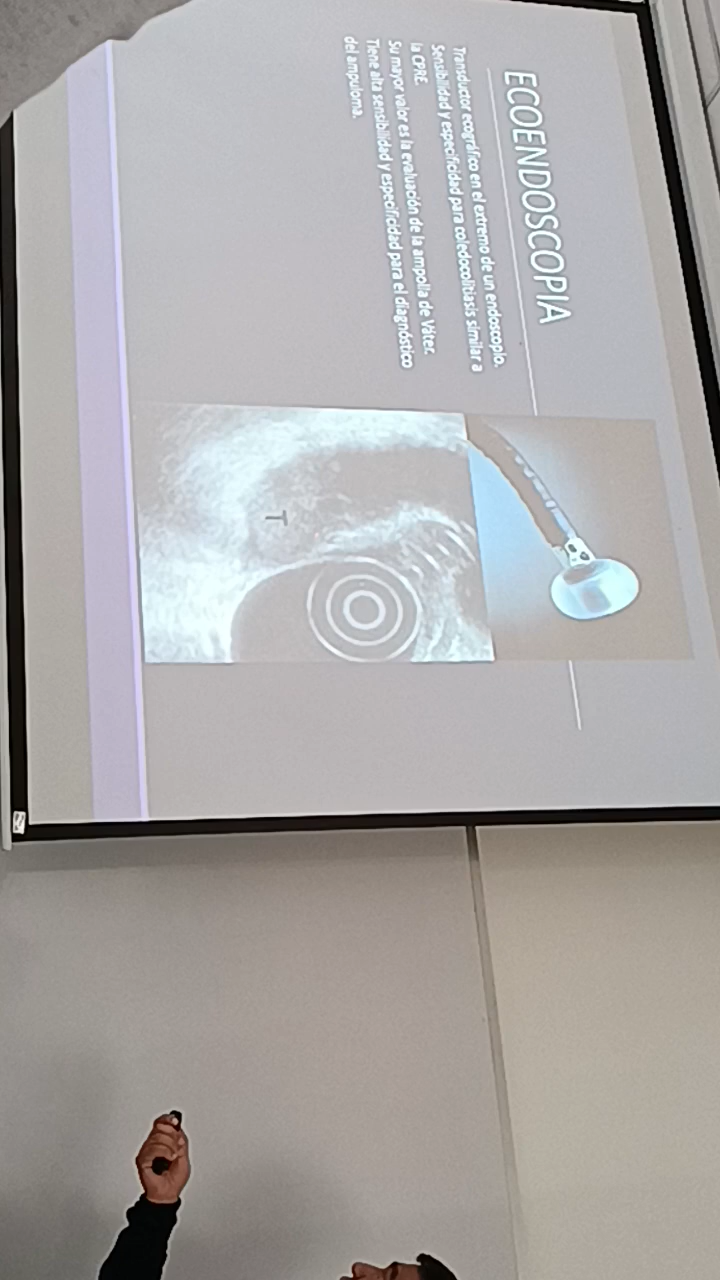 ECOENDOSCOPIA
Transductor ecográfico en el extremo de un endoscopio.
Sensibilidad y especificidad para coledocolitiasis similar a
la CPRE.
Su mayor valor es la evaluación de la ampolla de Váter.
Tiene alta sensibilidad y especificidad para el diagnóstico
del ampuloma.
T